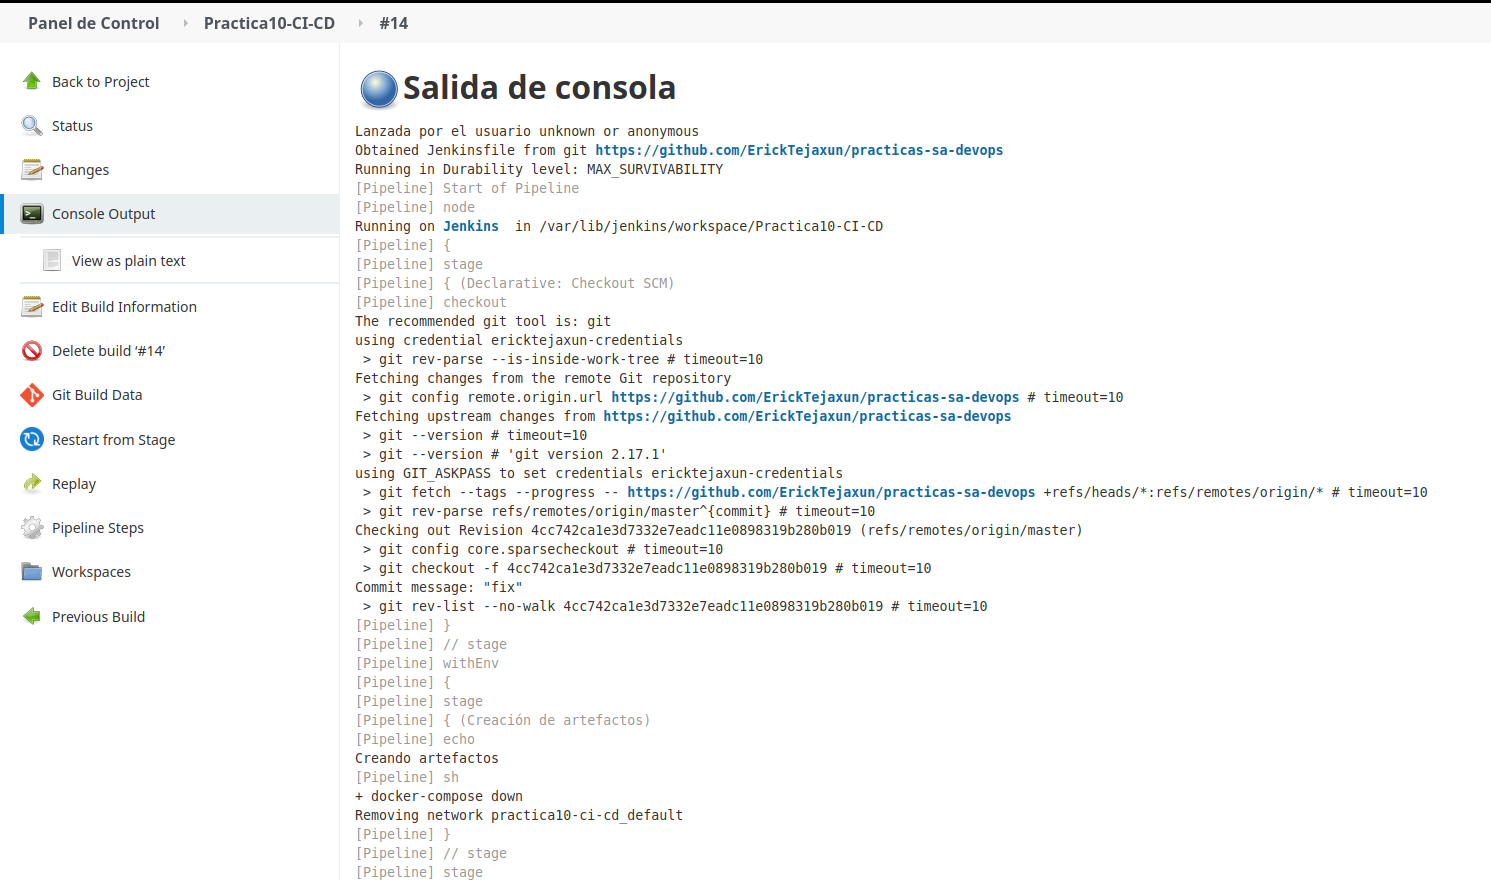 Panel de Control
Practica10-CI-CD
#14
Back to Project
Status
Changes
Console Output
View as plain text
Edit Build Information
Delete build ‘#14’
Git Build Data
Restart from Stage
Replay
Pipeline Steps
Workspaces
Previous Build
Salida de consola
Lanzada por el usuario unknown or anonymous
Obtained Jenkinsfile from git https://github.com/ErickTejaxun/practicas-sa-devops
Running in Durability level: MAX_SURVIVABILITY
[Pipeline] Start of Pipeline
[Pipeline] node
Running on Jenkins in /var/lib/jenkins/workspace/Practica10-CI-CD
[Pipeline] {
[Pipeline] stage
[Pipeline] { (Declarative: Checkout SCM)
[Pipeline] checkout
The recommended git tool is: git
using credential ericktejaxun-credentials
> git rev-parse --is-inside-work-tree # timeout=10
Fetching changes from the remote Git repository
> git config remote.origin.url https://github.com/ErickTejaxun/practicas-sa-devops # timeout=10
Fetching upstream changes from https://github.com/ErickTejaxun/practicas-sa-devops
> git --version # timeout=10
> git --version # 'git version 2.17.1'
using GIT_ASKPASS to set credentials ericktejaxun-credentials
> git fetch --tags --progress -- https://github.com/ErickTejaxun/practicas-sa-devops +refs/heads/*:refs/remotes/origin/* # timeout=10
> git rev-parse refs/remotes/origin/master^{commit} # timeout=10
Checking out Revision 4cc742ca1e3d7332e7eadc11e0898319b280b019 (refs/remotes/origin/master)
> git config core.sparsecheckout # timeout=10
> git checkout -f 4cc742ca1e3d7332e7eadc11e0898319b280b019 # timeout=10
Commit message: "fix"
> git rev-list --no-walk 4cc742ca1e3d7332e7eadc11e0898319b280b019 # timeout=10
[Pipeline] }
[Pipeline] // stage
[Pipeline] withEnv
[Pipeline] {
[Pipeline] stage
[Pipeline] { (Creación de artefactos)
[Pipeline] echo
Creando artefactos
[Pipeline] sh
+ docker-compose down
Removing network practica10-ci-cd_default
[Pipeline] }
[Pipeline] // stage
[Pipeline] stage